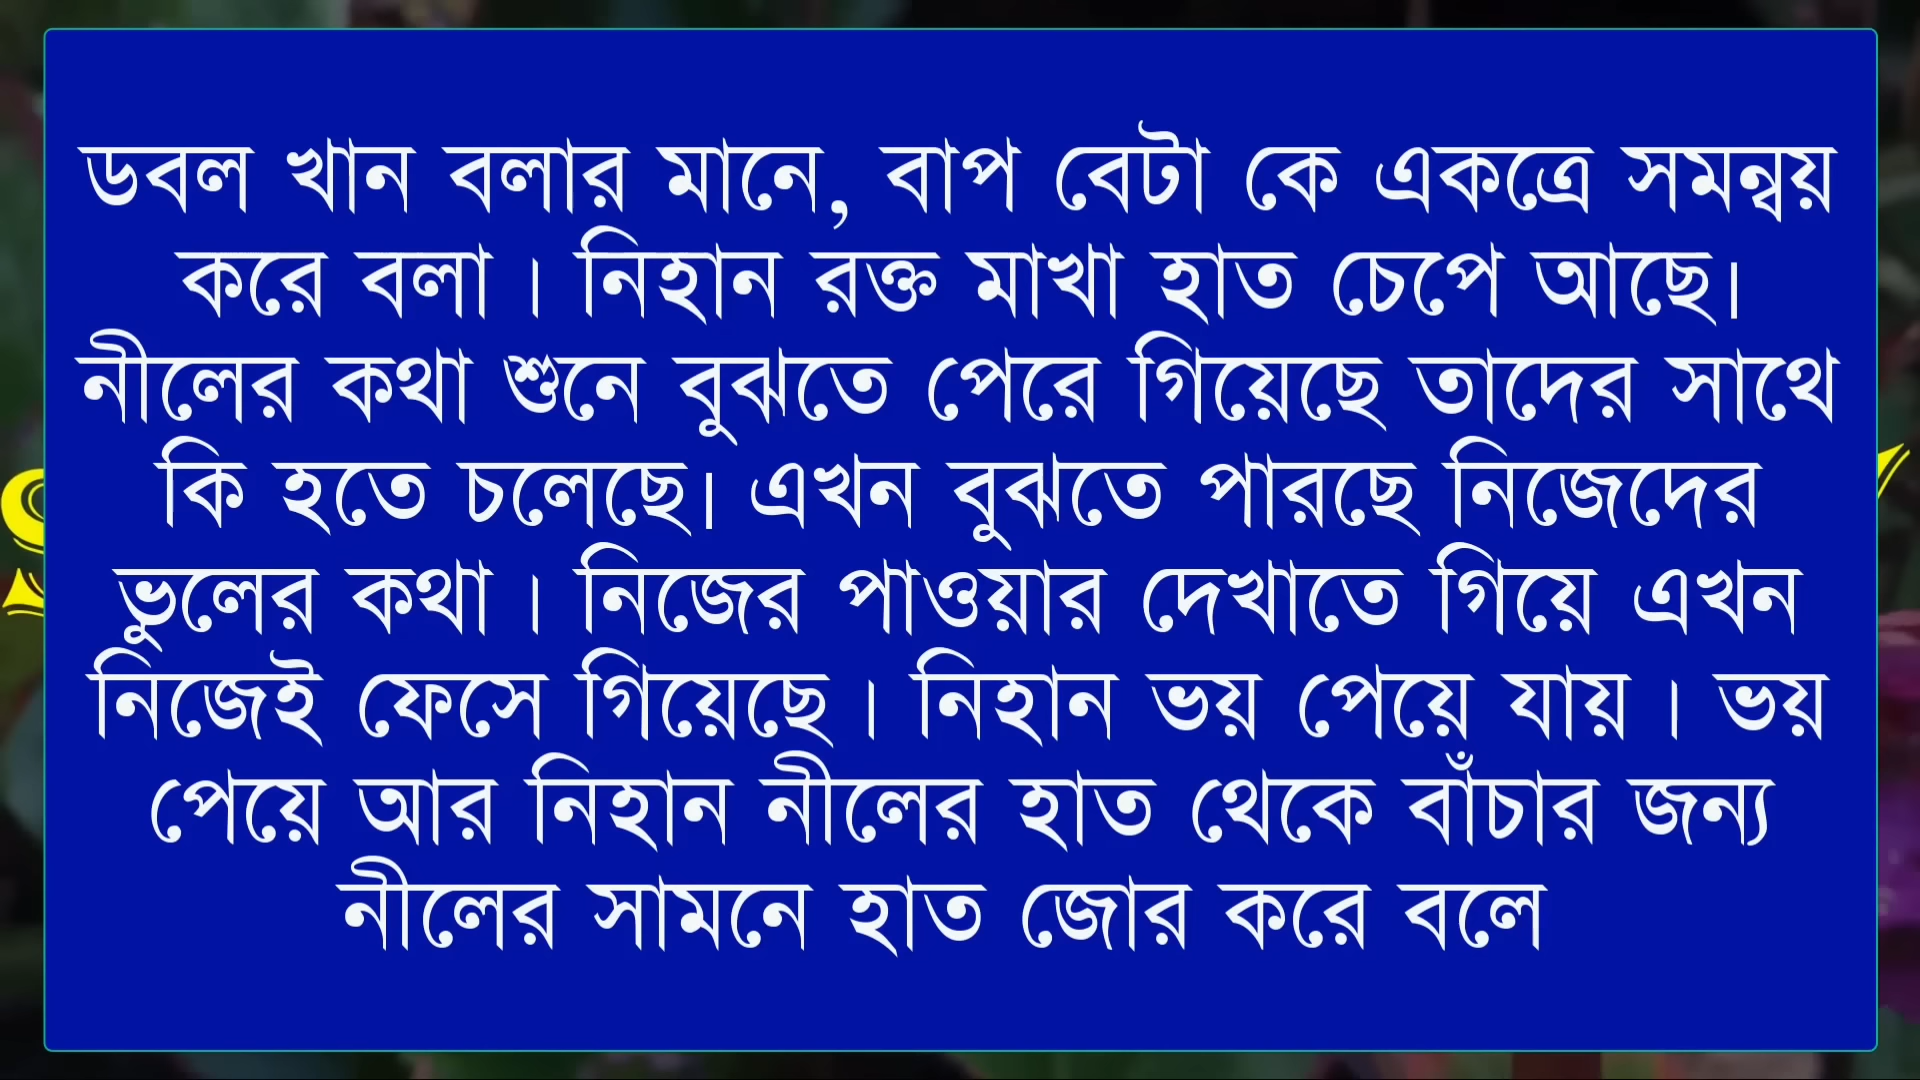 ডবল খান বলার মানে, বাপ বেটা কে একত্রে সমন্বয়
করে বলা । নিহান রক্ত মাখা হাত চেপে আছে।
নীলের কথা শুনে বুঝতে পেরে গিয়েছে তাদের সাথে
কি হতে চলেছে। এখন বুঝতে পারছে নিজেদের
ভুলের কথা । নিজের পাওয়ার দেখাতে গিয়ে এখন
নিজেই ফেসে গিয়েছে । নিহান ভয় পেয়ে যায় । ভয়
পেয়ে আর নিহান নীলের হাত থেকে বাঁচার জন্য
নীলের সামনে হাত জোর করে বলে